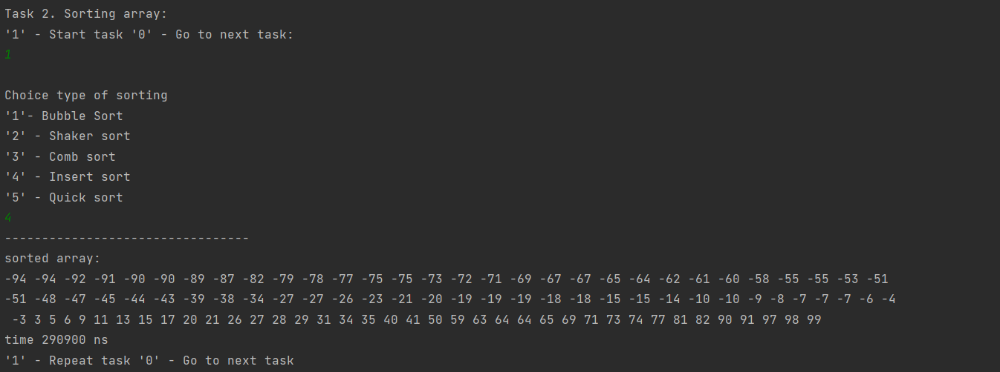 Task 2. Sorting array:
'1' - Start task '0' - Go to next task:
1
Choice type of sorting
'1'- Bubble Sort
'2' - Shaker sort
'3' - Comb sort
'4' - Insert sort
'5' - Quick sort
4
---------------------------------
sorted array:
-94 -94 -92 -91 -90 -90 -89 -87 -82 -79 -78 -77 -75 -75 -73 -72 -71 -69 -67 -67 -65 -64 -62 -61 -60 -58 -55 -55 -53 -51
-51 -48 -47 -45 -44 -43 -39 -38 -34 -27 -27 -26 -23 -21 -20 -19 -19 -19 -18 -18 -15 -15 -14 -10 -10 -9 -8 -7 -7 -7 -6 -4
-3 3 5 6 9 11 13 15 17 20 21 26 27 28 29 31 34 35 40 41 50 59 63 64 64 65 69 71 73 74 77 81 82 90 91 97 98 99
time 290900 ns
'1' - Repeat task '0' - Go to next task